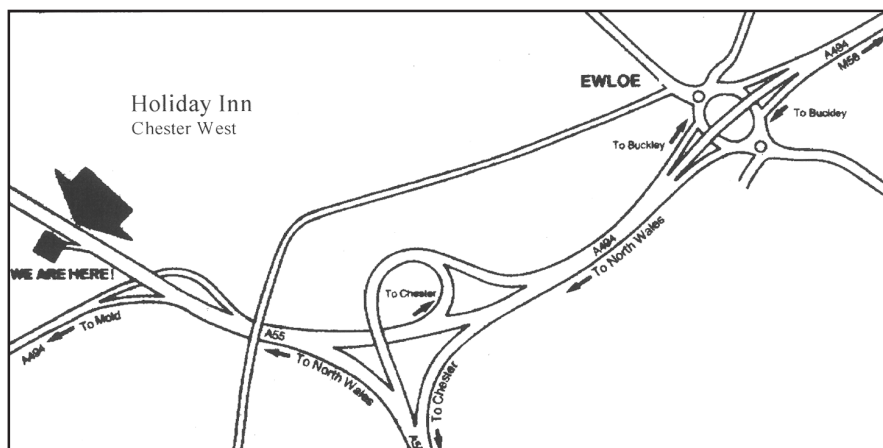 Holiday Inn
Chester West
EWLOE
A494
M56
To Buckley
To Buckley
A494
To North Wales
WE ARE HERE!
To Chester
To Mold
A494
A55
To North Wales
To Chester